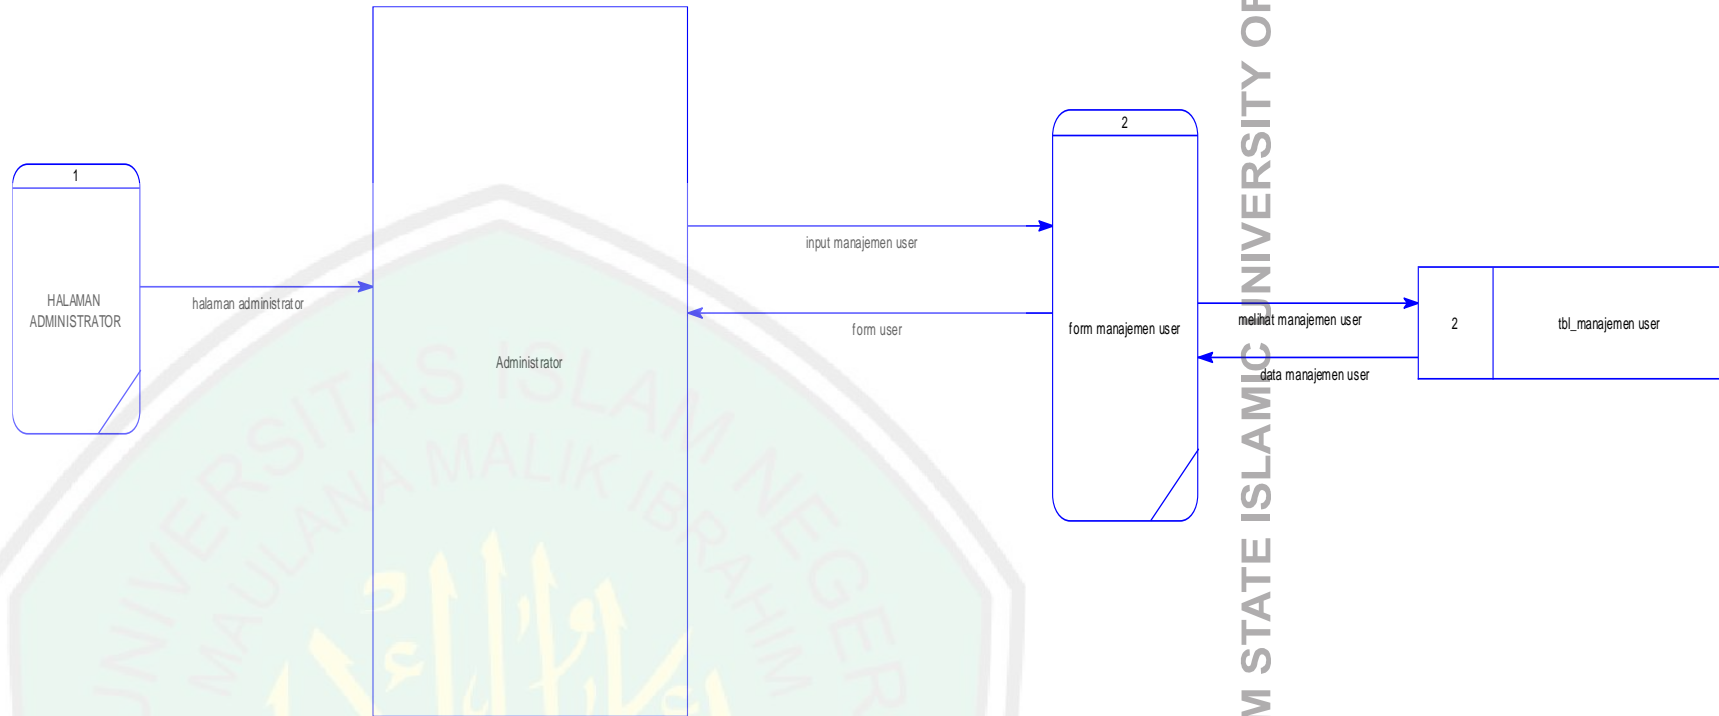 1
HALAMAN
ADMINISTRATOR
halaman administrator
Administrator
input manajemen user
form user
2
form manajemen user
melihat manajemen user
data manajemen user
2
tbl_manajemen user
UNIVERSITAS ISLAM NEGER
MAULANA MALIK IBRAHIM
M STATE ISLAMIC UNIVERSITY OF